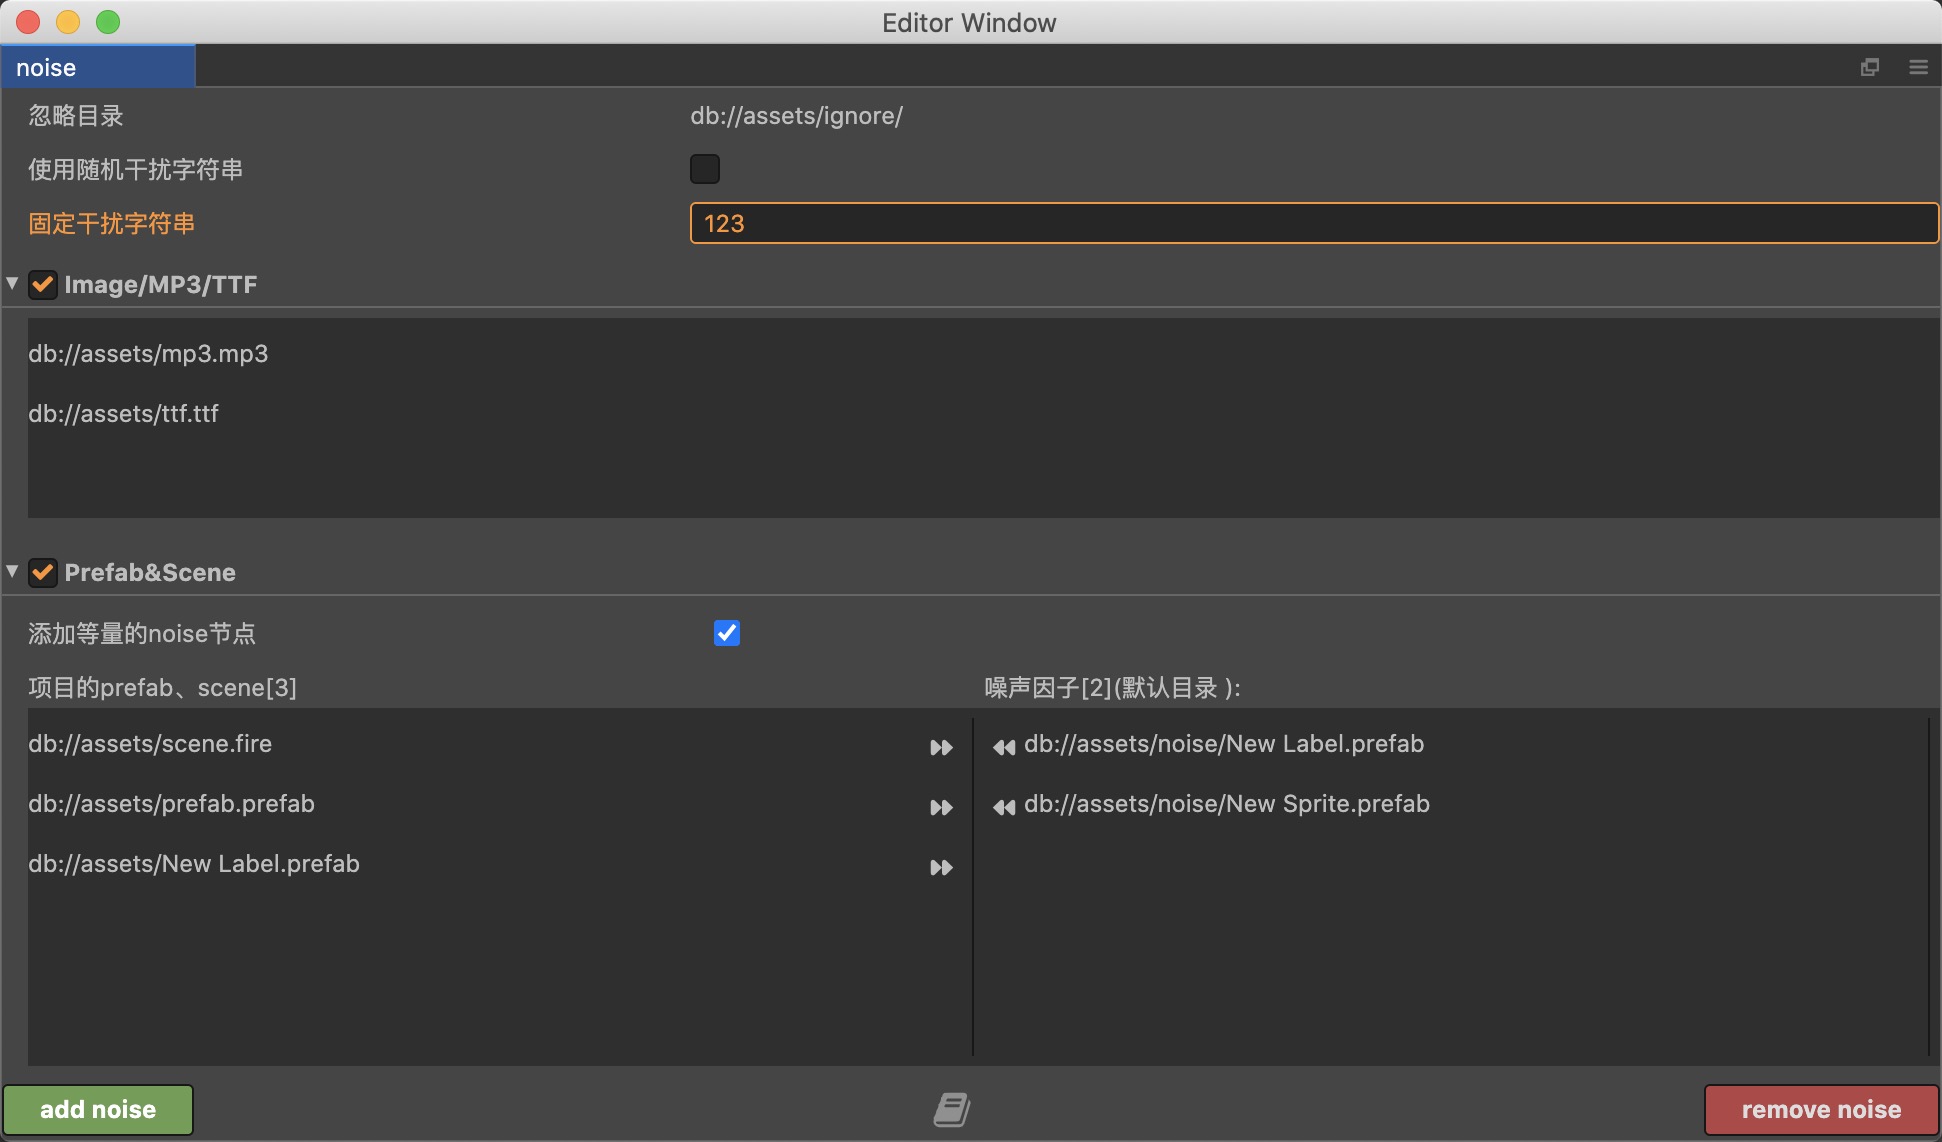 Editor Window
noise
忽略目录 db://assets/ignore/
使用随机干扰字符串
固定干扰字符串 123
Image/MP3/TTF
db://assets/mp3.mp3
db://assets/ttf.ttf
Prefab&Scene
添加等量的noise节点
项目的prefab、scene[3] 噪声因子[2](默认目录 ):
db://assets/scene.fire db://assets/noise/New Label.prefab
db://assets/prefab.prefab db://assets/noise/New Sprite.prefab
db://assets/New Label.prefab
add noise remove noise